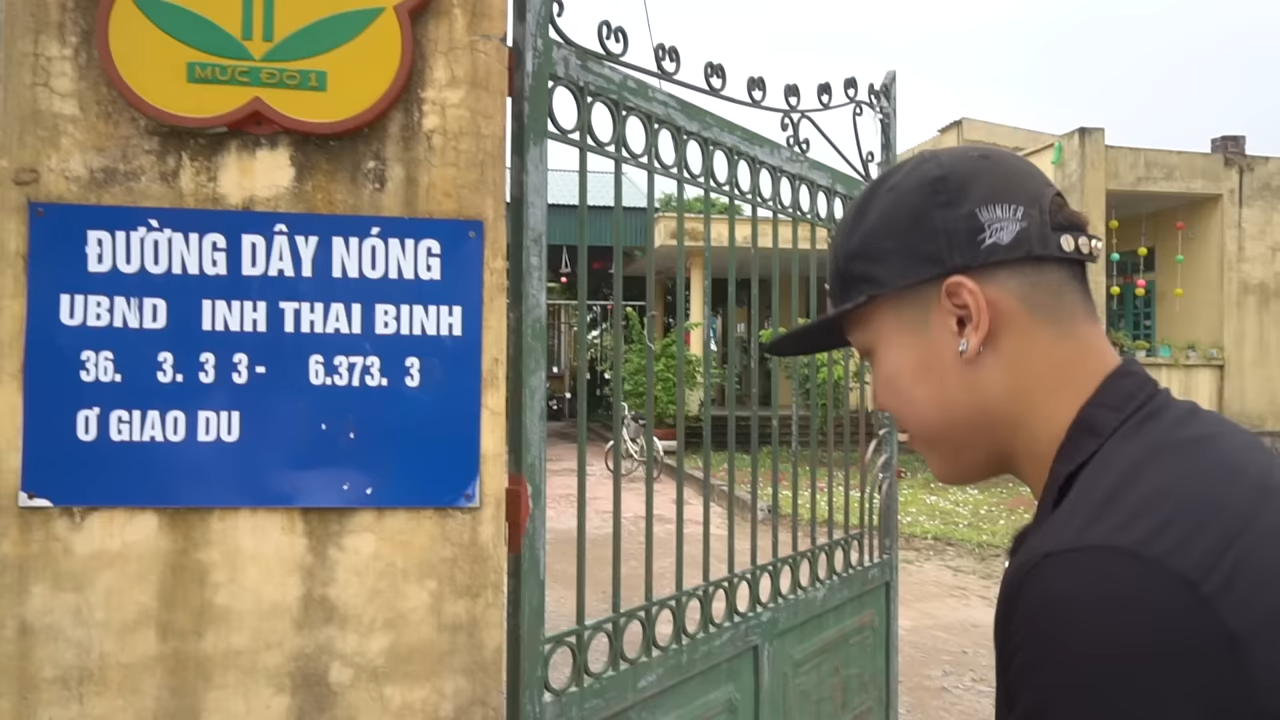 MỨC ĐỘ 1
ĐƯỜNG DÂY NÓNG
UBND INH THAI BINH
36. 3. 3 3- 6.373. 3
Ơ GIAO DU
THUNDER